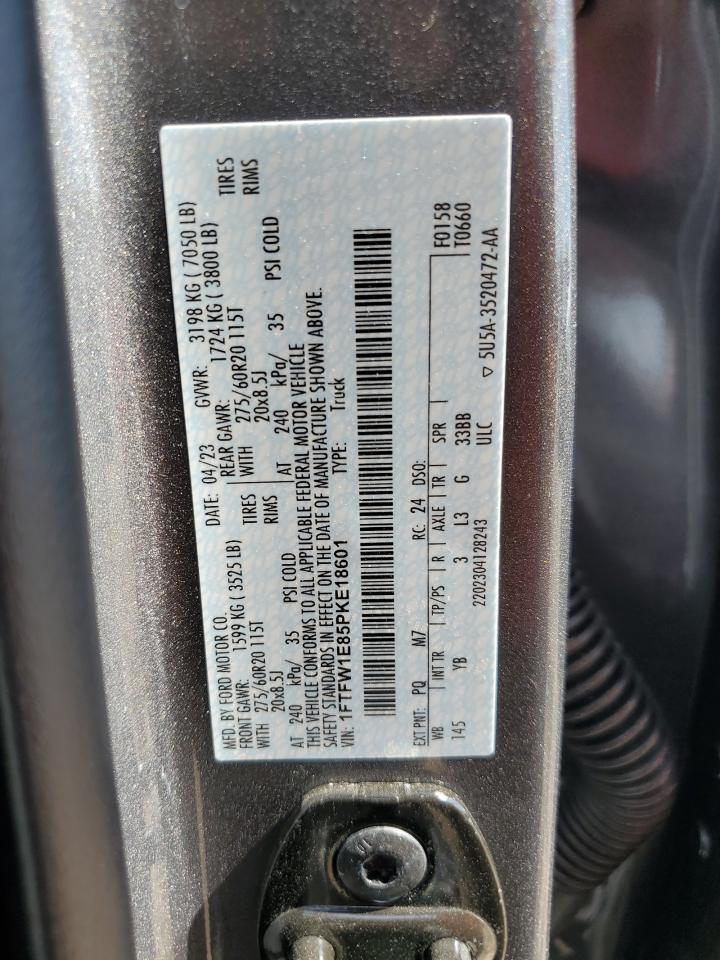 MFD. BY FORD MOTOR CO.
DATE: 04/23 GVWR: 3198 KG ( 7050 LB)
FRONT GAWR: 1599 KG ( 3525 LB) REAR GAWR: 1724 KG ( 3800 LB)
WITH 275/60R20 115T TIRES WITH 275/60R20 115T TIRES
20x8.5J RIMS 20x8.5J RIMS
AT 240 kPa/ 35 PSI COLD AT 240 kPa/ 35 PSI COLD
THIS VEHICLE CONFORMS TO ALL APPLICABLE FEDERAL MOTOR VEHICLE
SAFETY STANDARDS IN EFFECT ON THE DATE OF MANUFACTURE SHOWN ABOVE.
VIN: 1FTFW1E85PKE18601 TYPE: Truck
EXT PNT: PQ M7 RC: 24 DSO: F0158
WB INT TR TP/PS R AXLE TR SPR T0660
145 YB 3 L3 G 33BB
2202304128243 ULC ▽ 5U5A-3520472-AA